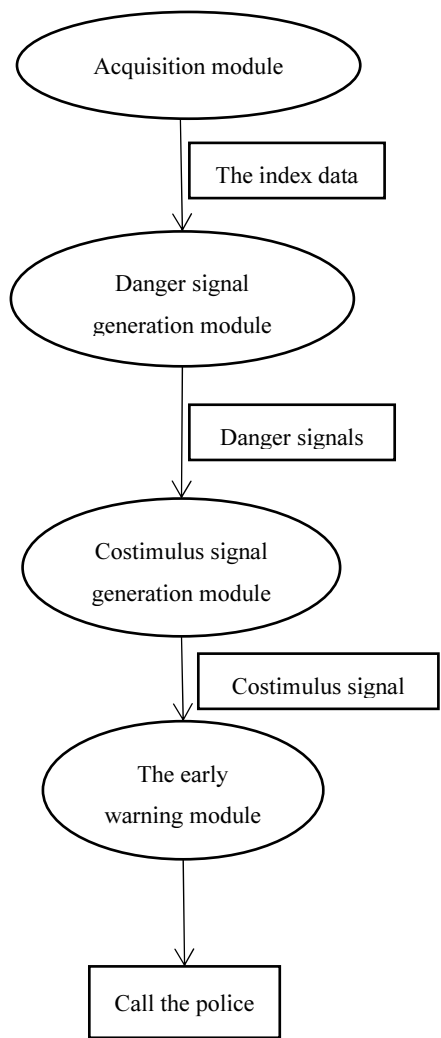 Acquisition module
The index data
Danger signal
generation module
Danger signals
Costimulus signal
generation module
Costimulus signal
The early
warning module
Call the police